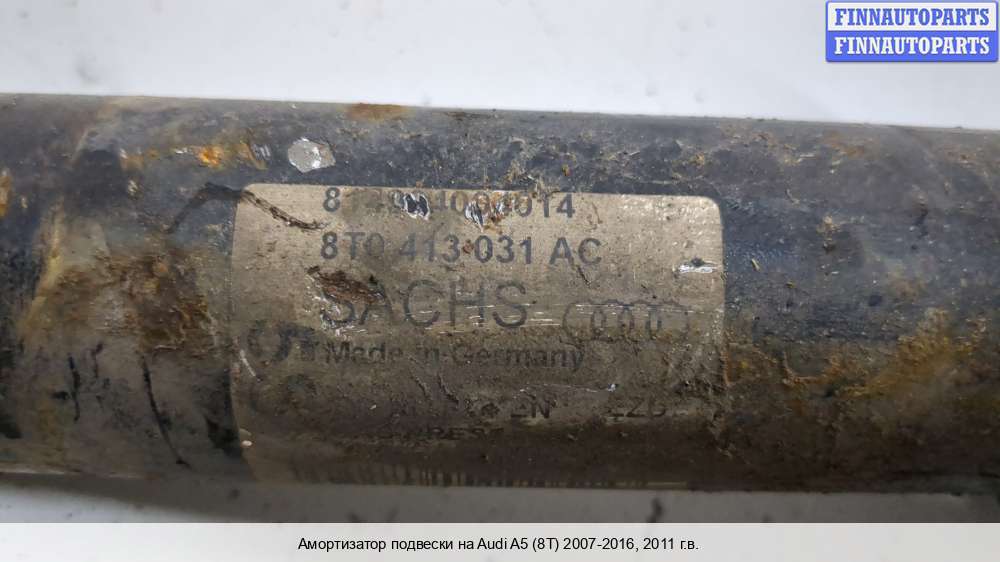 FINNAUTOPARTS
FINNAUTOPARTS
8T0 413 031 AC
SACHS
(000)
Made in Germany
Амортизатор подвески на Audi A5 (8T) 2007-2016, 2011 г.в.